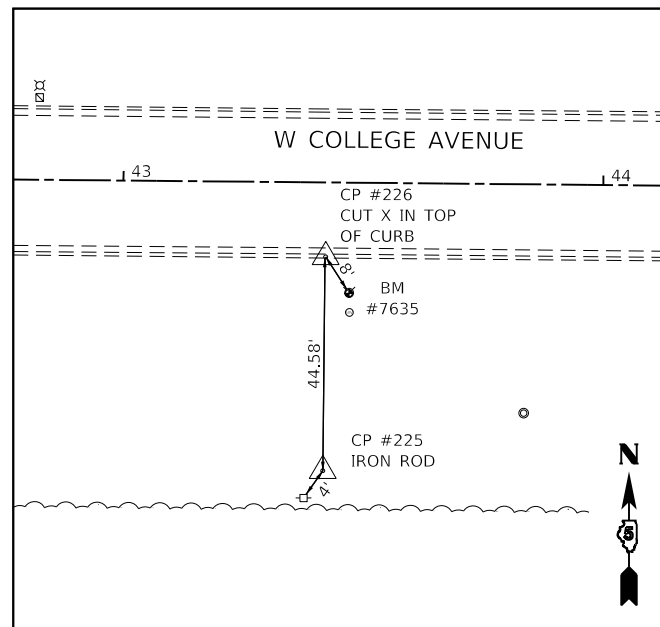 W COLLEGE AVENUE
43
44
CP #226
CUT X IN TOP
OF CURB
8'
BM
#7635
44.58'
CP #225
IRON ROD
4'
N
5